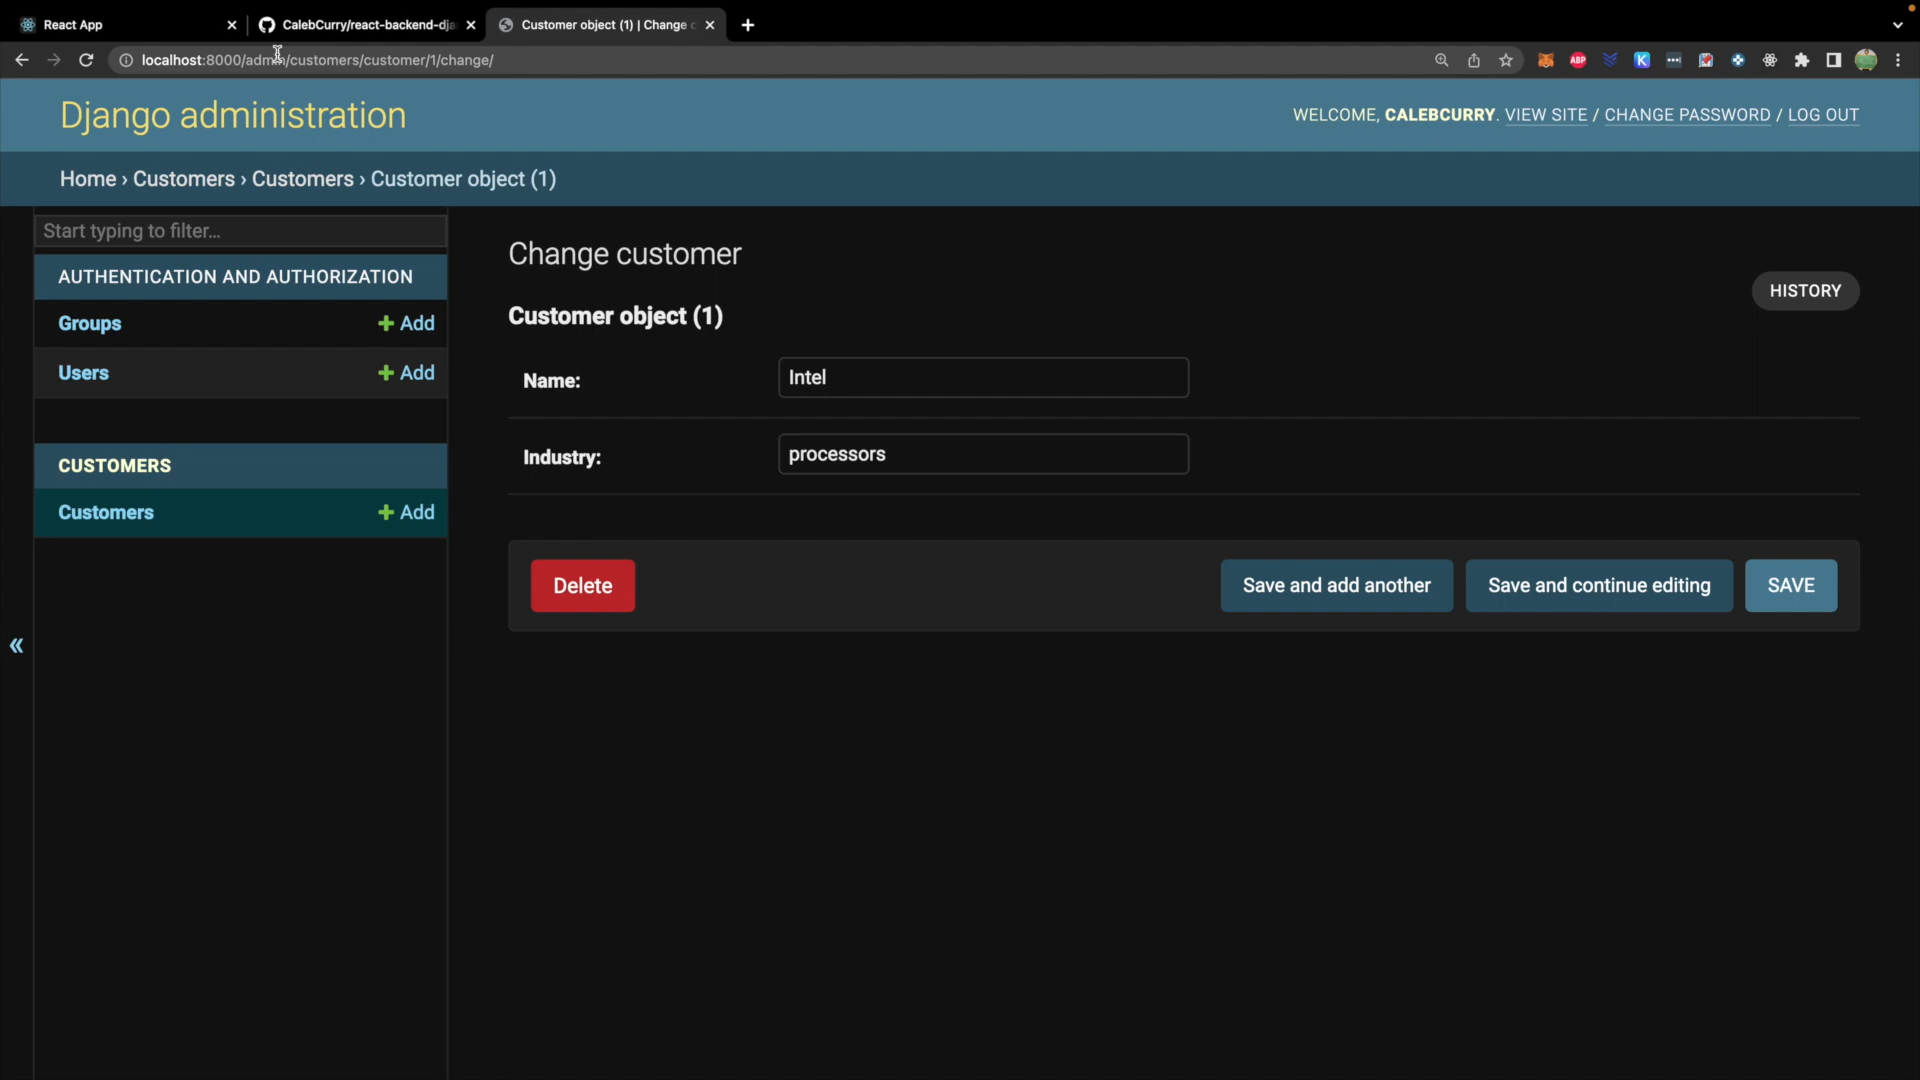 React App
CalebCurry/react-backend-dja
Customer object (1) | Change c
localhost:8000/admin/customers/customer/1/change/
ABP
K
Django administration
WELCOME, CALEBCURRY. VIEW SITE / CHANGE PASSWORD / LOG OUT
Home › Customers › Customers › Customer object (1)
Start typing to filter…
AUTHENTICATION AND AUTHORIZATION
Groups + Add
Users + Add
CUSTOMERS
Customers + Add
«
Change customer
HISTORY
Customer object (1)
Name: Intel
Industry: processors
Delete
Save and add another
Save and continue editing
SAVE